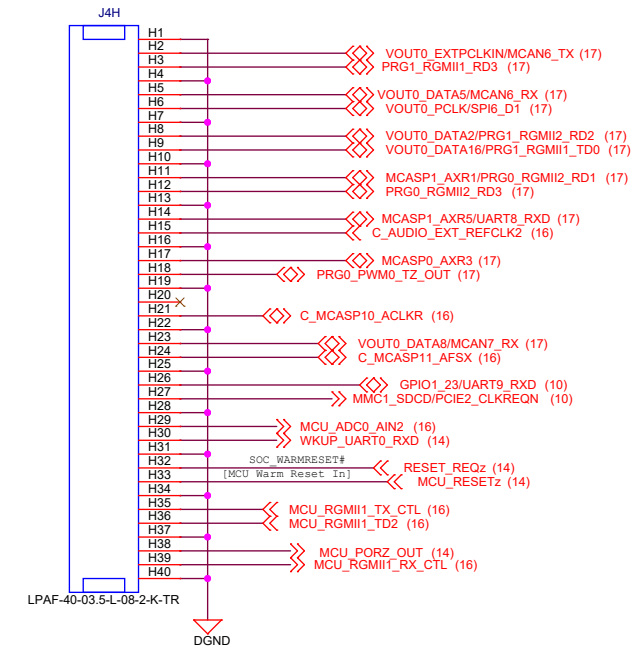 J4H
H1
H2 VOUT0_EXTPCLKIN/MCAN6_TX (17)
H3 PRG1_RGMII1_RD3 (17)
H4
H5 VOUT0_DATA5/MCAN6_RX (17)
H6 VOUT0_PCLK/SPI6_D1 (17)
H7
H8 VOUT0_DATA2/PRG1_RGMII2_RD2 (17)
H9 VOUT0_DATA16/PRG1_RGMII1_TD0 (17)
H10
H11 MCASP1_AXR1/PRG0_RGMII2_RD1 (17)
H12 PRG0_RGMII2_RD3 (17)
H13
H14 MCASP1_AXR5/UART8_RXD (17)
H15 C_AUDIO_EXT_REFCLK2 (16)
H16
H17 MCASP0_AXR3 (17)
H18 PRG0_PWM0_TZ_OUT (17)
H19
H20
H21 C_MCASP10_ACLKR (16)
H22
H23 VOUT0_DATA8/MCAN7_RX (17)
H24 C_MCASP11_AFSX (16)
H25
H26 GPIO1_23/UART9_RXD (10)
H27 MMC1_SDCD/PCIE2_CLKREQN (10)
H28
H29 MCU_ADC0_AIN2 (16)
H30 WKUP_UART0_RXD (14)
H31
H32 SOC_WARMRESET# RESET_REQz (14)
H33 [MCU Warm Reset In] MCU_RESETz (14)
H34
H35 MCU_RGMII1_TX_CTL (16)
H36 MCU_RGMII1_TD2 (16)
H37
H38 MCU_PORZ_OUT (14)
H39 MCU_RGMII1_RX_CTL (16)
H40
LPAF-40-03.5-L-08-2-K-TR
DGND